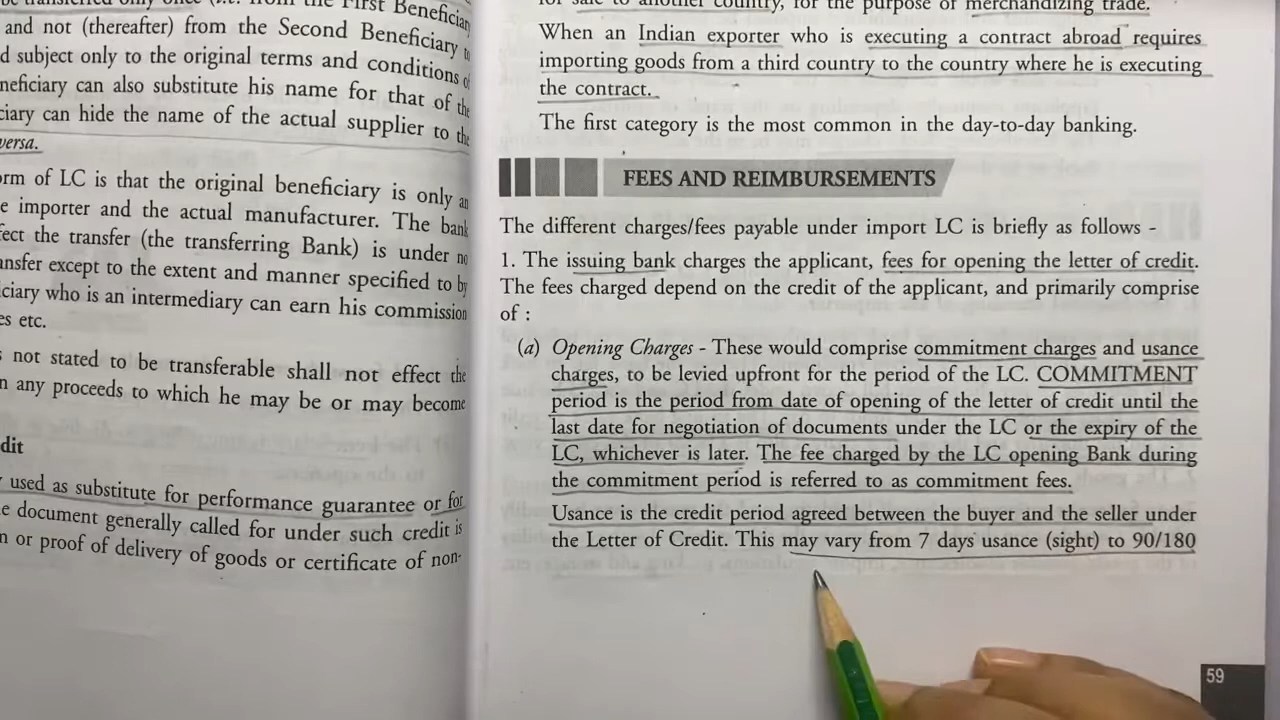 be transferred only once (i.e. from the First Beneficiary
and not (thereafter) from the Second Beneficiary to
d subject only to the original terms and conditions of
neficiary can also substitute his name for that of the
ciary can hide the name of the actual supplier to the
versa.
orm of LC is that the original beneficiary is only an
e importer and the actual manufacturer. The bank
fect the transfer (the transferring Bank) is under no
ansfer except to the extent and manner specified to by
iciary who is an intermediary can earn his commission
es etc.
s not stated to be transferable shall not effect the
n any proceeds to which he may be or may become
dit
used as substitute for performance guarantee or for
e document generally called for under such credit is
n or proof of delivery of goods or certificate of non-
for sale to another country, for the purpose of merchandizing trade.
When an Indian exporter who is executing a contract abroad requires
importing goods from a third country to the country where he is executing
the contract.
The first category is the most common in the day-to-day banking.
FEES AND REIMBURSEMENTS
The different charges/fees payable under import LC is briefly as follows -
1. The issuing bank charges the applicant, fees for opening the letter of credit.
The fees charged depend on the credit of the applicant, and primarily comprise
of :
(a) Opening Charges - These would comprise commitment charges and usance
charges, to be levied upfront for the period of the LC. COMMITMENT
period is the period from date of opening of the letter of credit until the
last date for negotiation of documents under the LC or the expiry of the
LC, whichever is later. The fee charged by the LC opening Bank during
the commitment period is referred to as commitment fees.
Usance is the credit period agreed between the buyer and the seller under
the Letter of Credit. This may vary from 7 days usance (sight) to 90/180
59